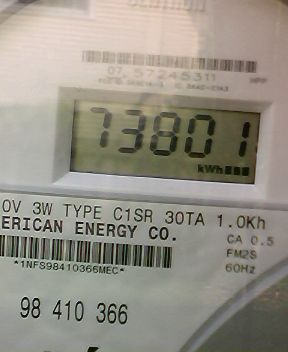 07. 57245311
73801
kWh
0V 3W TYPE C1SR 30TA 1.0Kh
ERICAN ENERGY CO.
CA 0.5
FM2S
60Hz
*1NFS98410366MEC*
98 410 366